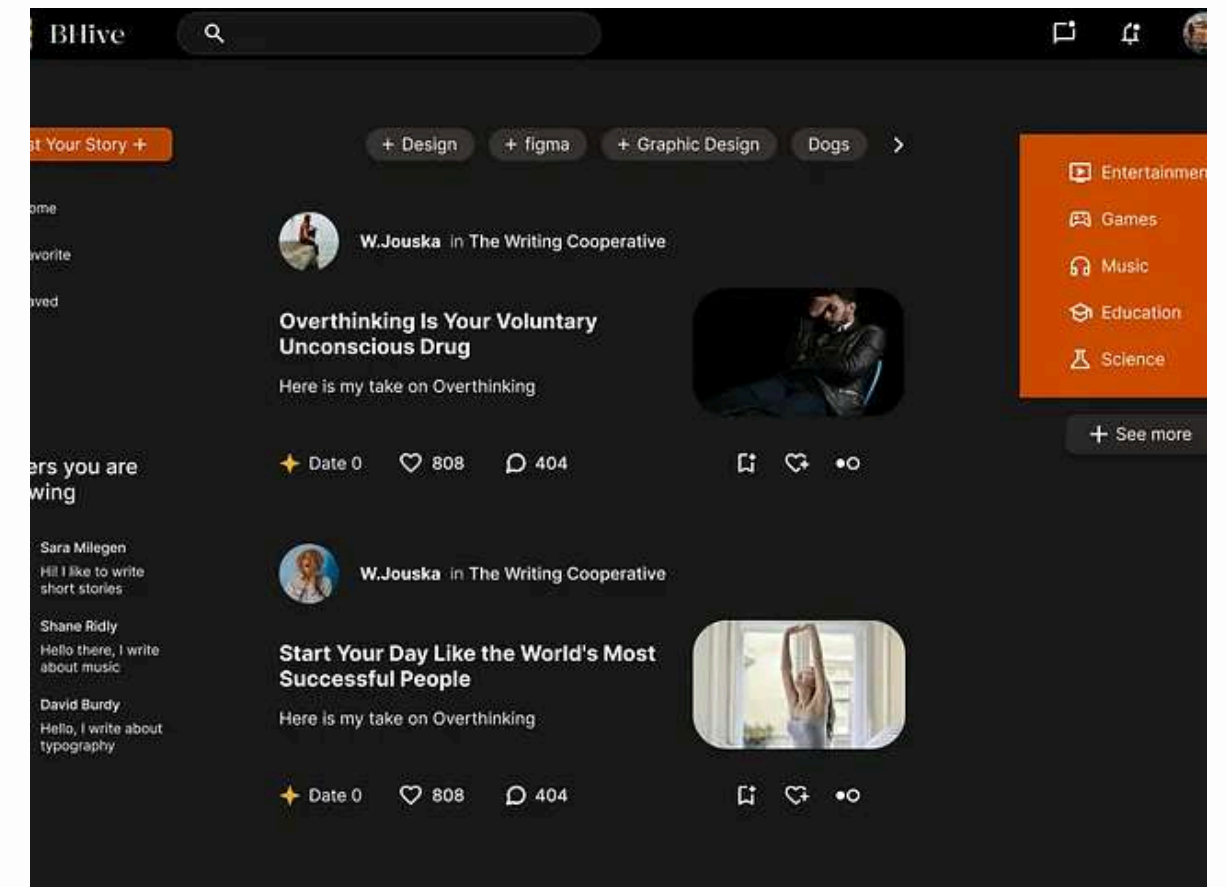 BHive
st Your Story +
+ Design
+ figma
+ Graphic Design
Dogs
ome
avorite
aved
ers you are
wing
Sara Milegen
Hi! I like to write
short stories
Shane Ridly
Hello there, I write
about music
David Burdy
Hello, I write about
typography
W.Jouska in The Writing Cooperative
Overthinking Is Your Voluntary
Unconscious Drug
Here is my take on Overthinking
Date 0
808
404
W.Jouska in The Writing Cooperative
Start Your Day Like the World's Most
Successful People
Here is my take on Overthinking
Date 0
808
404
Entertainmen
Games
Music
Education
Science
+ See more